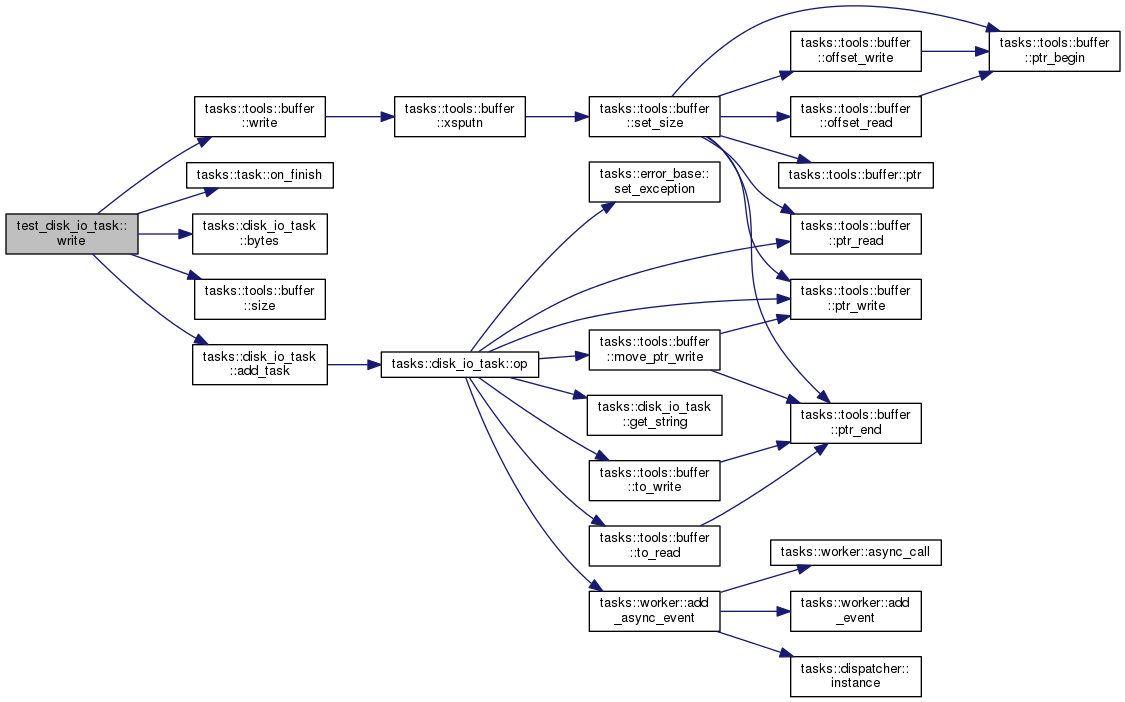 test_disk_io_task::
write
tasks::tools::buffer
::write
tasks::task::on_finish
tasks::disk_io_task
::bytes
tasks::tools::buffer
::size
tasks::disk_io_task
::add_task
tasks::tools::buffer
::xsputn
tasks::disk_io_task::op
tasks::tools::buffer
::set_size
tasks::error_base::
set_exception
tasks::tools::buffer
::move_ptr_write
tasks::disk_io_task
::get_string
tasks::tools::buffer
::to_write
tasks::tools::buffer
::to_read
tasks::worker::add
_async_event
tasks::tools::buffer
::offset_write
tasks::tools::buffer
::offset_read
tasks::tools::buffer::ptr
tasks::tools::buffer
::ptr_read
tasks::tools::buffer
::ptr_write
tasks::tools::buffer
::ptr_end
tasks::worker::async_call
tasks::worker::add
_event
tasks::dispatcher::
instance
tasks::tools::buffer
::ptr_begin